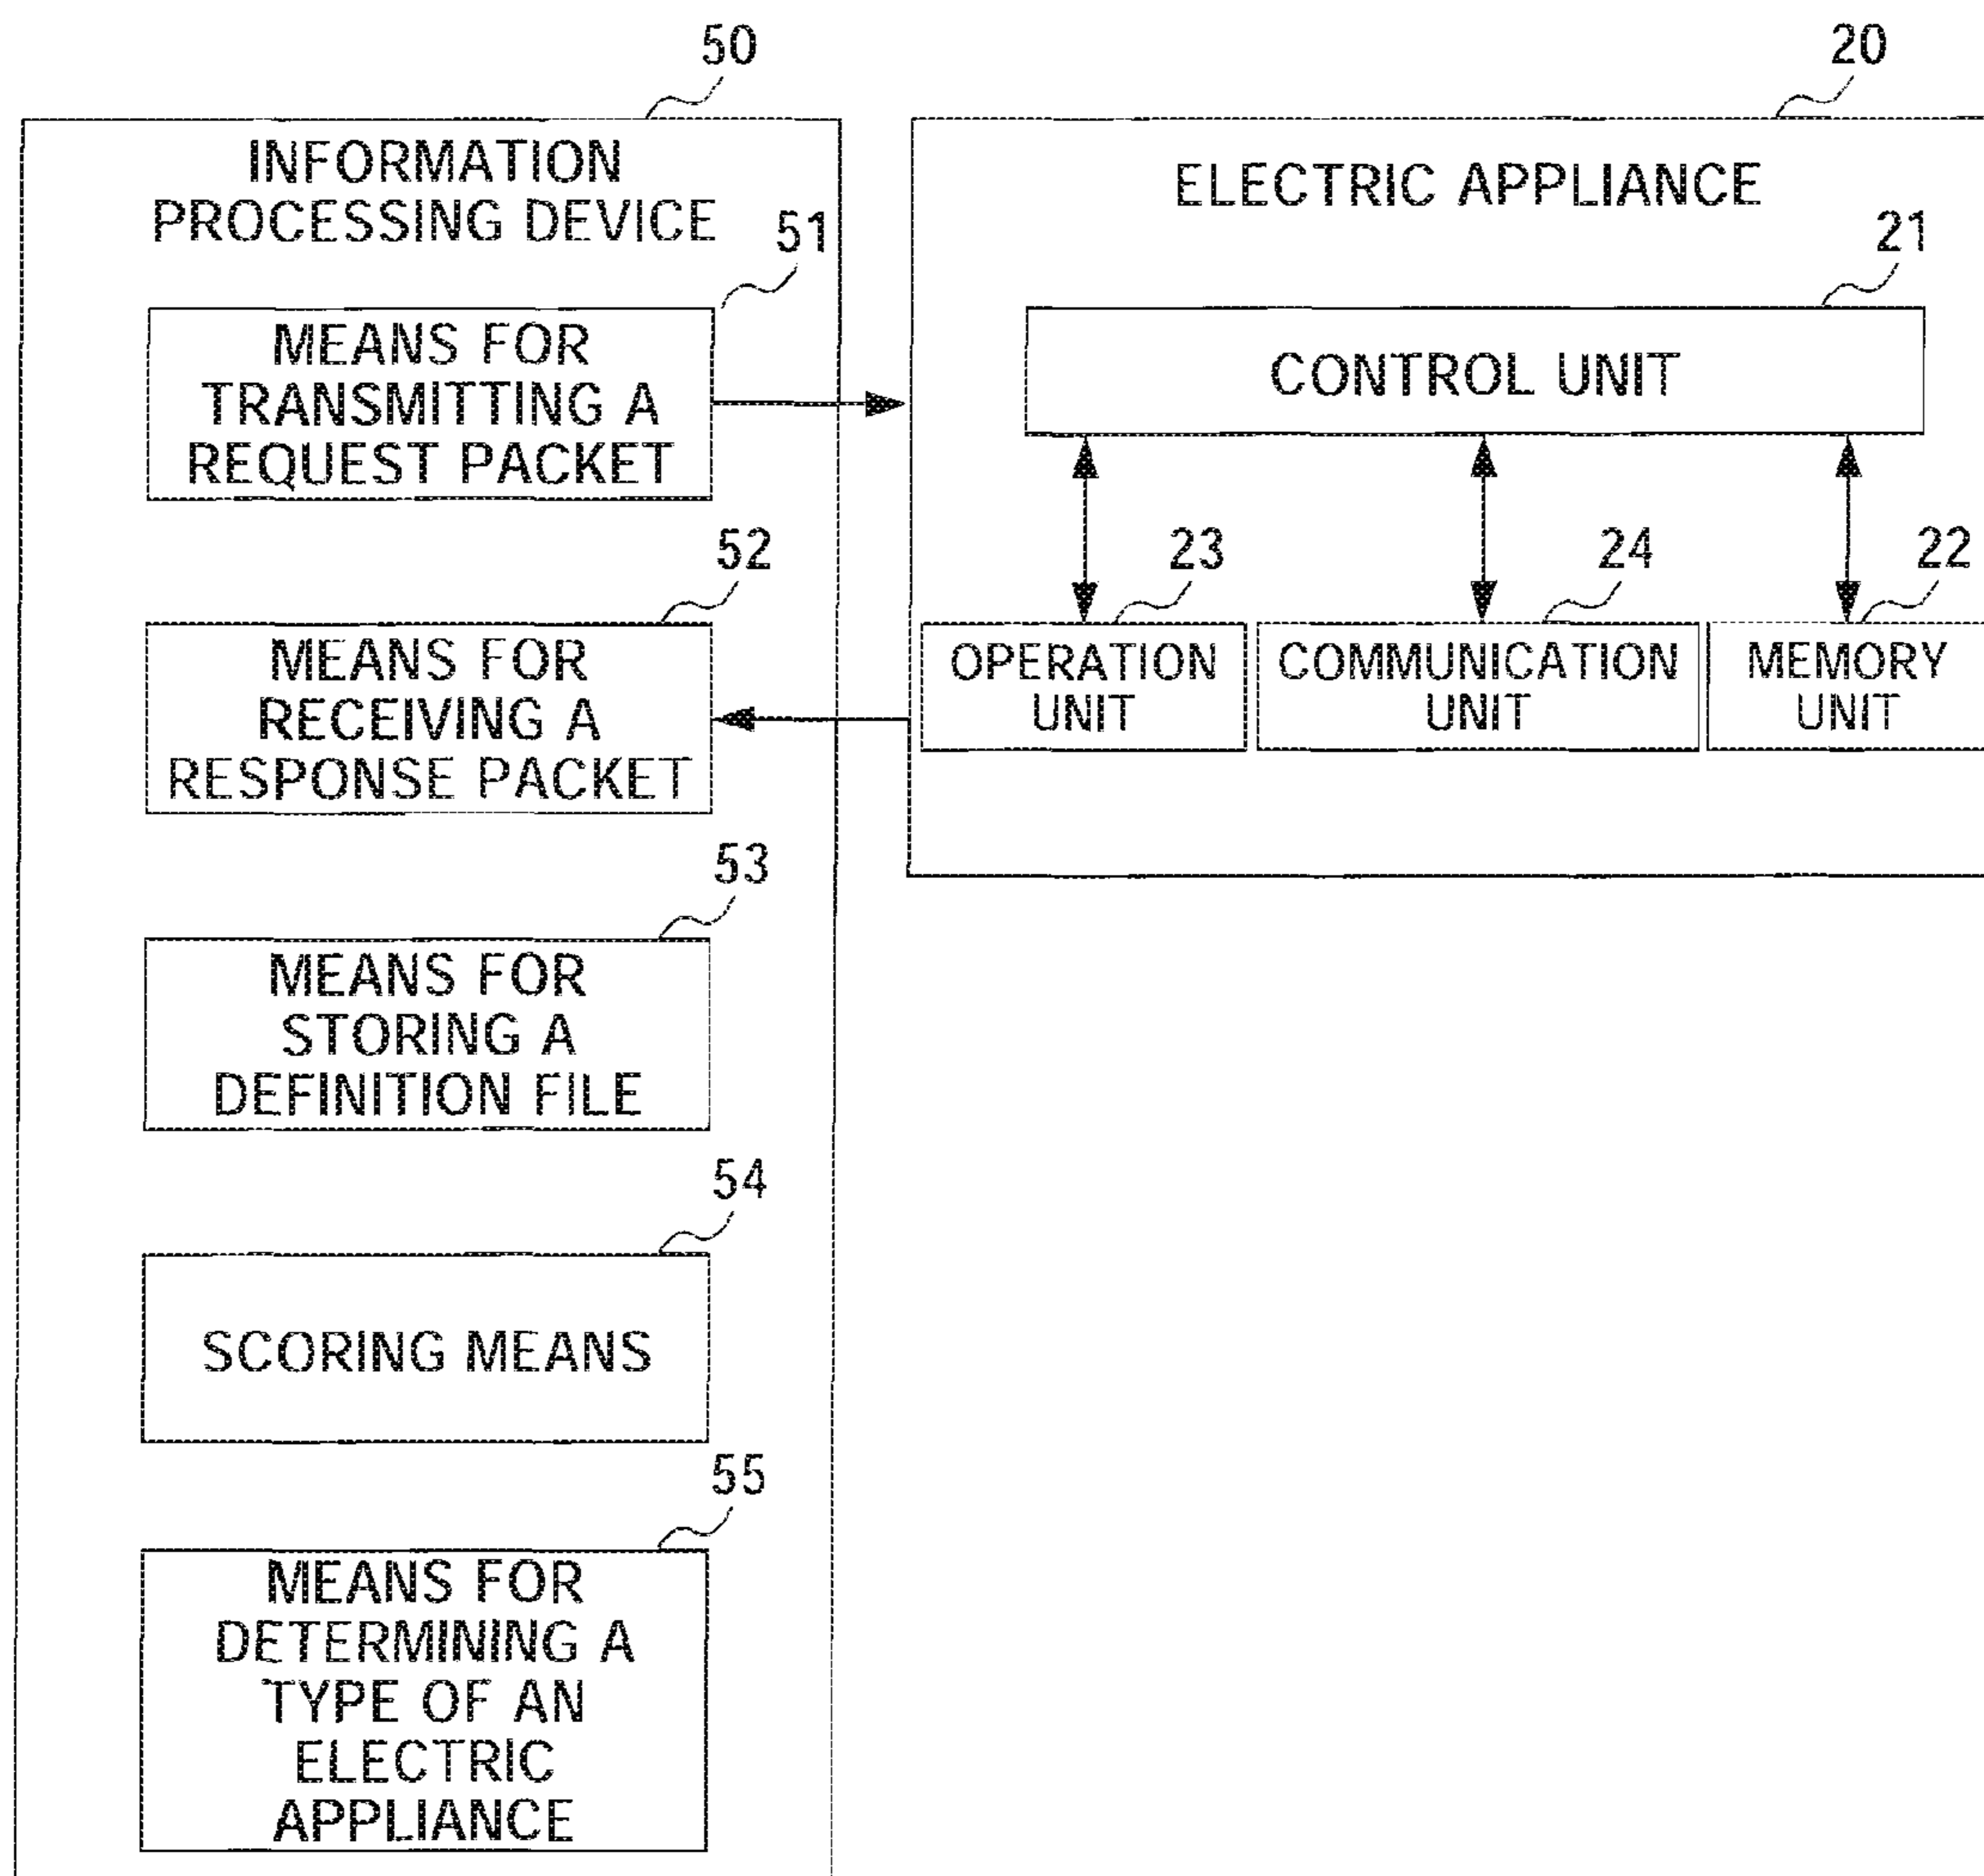 50
INFORMATION
PROCESSING DEVICE
51
MEANS FOR
TRANSMITTING A
REQUEST PACKET
52
MEANS FOR
RECEIVING A
RESPONSE PACKET
53
MEANS FOR
STORING A
DEFINITION FILE
54
SCORING MEANS
55
MEANS FOR
DETERMINING A
TYPE OF AN
ELECTRIC
APPLIANCE
20
ELECTRIC APPLIANCE
21
CONTROL UNIT
23
OPERATION
UNIT
24
COMMUNICATION
UNIT
22
MEMORY
UNIT